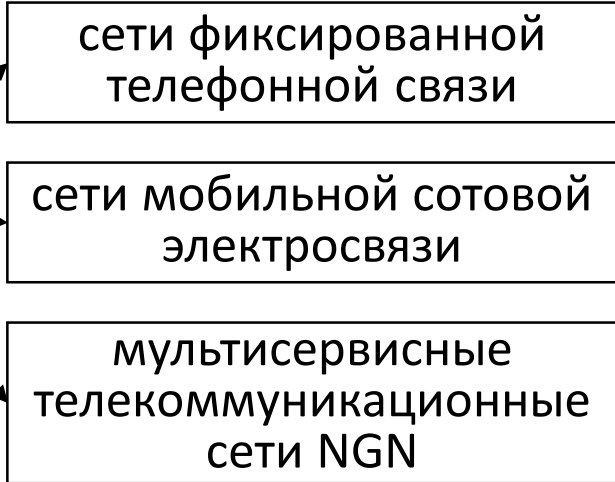 сети фиксированной
телефонной связи
сети мобильной сотовой
электросвязи
мультисервисные
телекоммуникационные
сети NGN